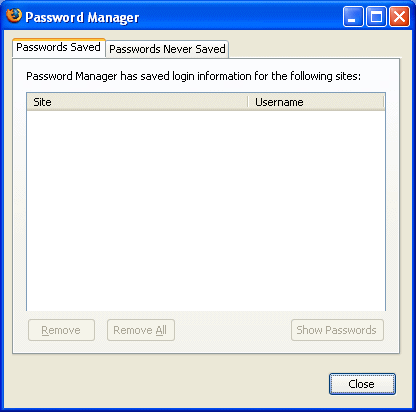 Password Manager
Passwords Saved Passwords Never Saved
Password Manager has saved login information for the following sites:
Site Username
Remove Remove All Show Passwords
Close